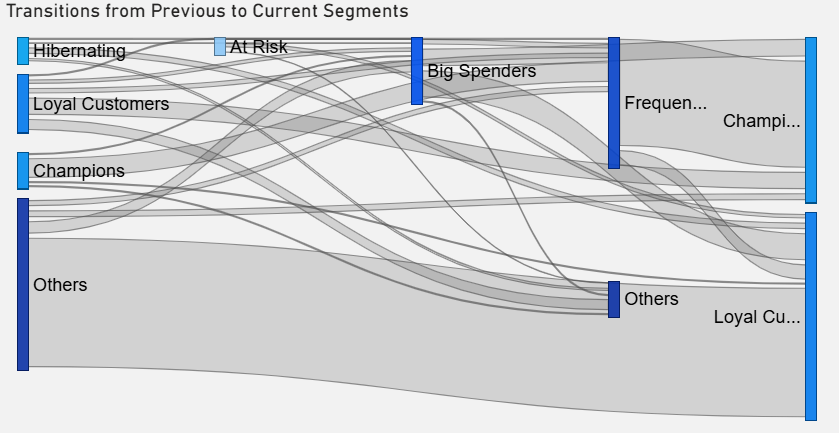 Transitions from Previous to Current Segments
Hibernating
At Risk
Big Spenders
Loyal Customers
Frequen...
Champi...
Champions
Others
Others
Loyal Cu...